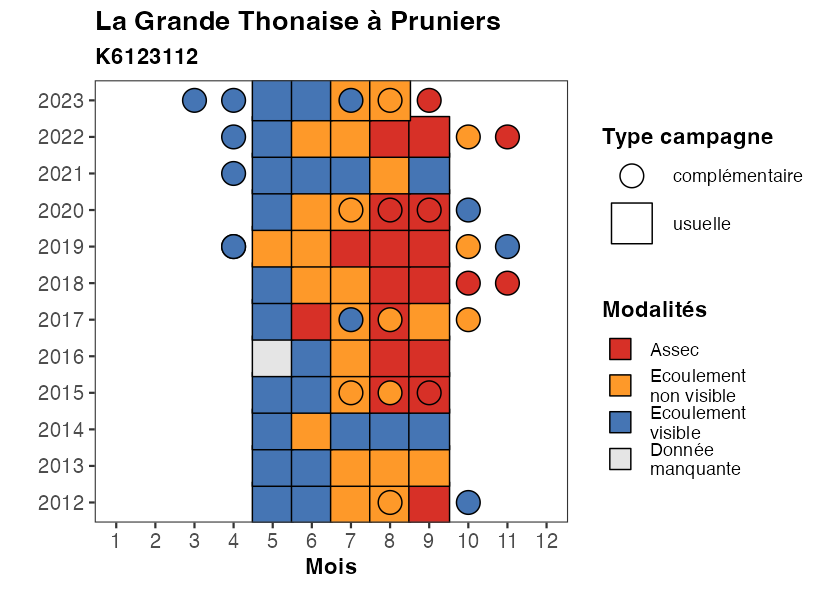 La Grande Thonaise à Pruniers
K6123112
2023
2022
2021
2020
2019
2018
2017
2016
2015
2014
2013
2012
1 2 3 4 5 6 7 8 9 10 11 12
Mois
Type campagne
complémentaire
usuelle
Modalités
Assec
Ecoulement
non visible
Ecoulement
visible
Donnée
manquante